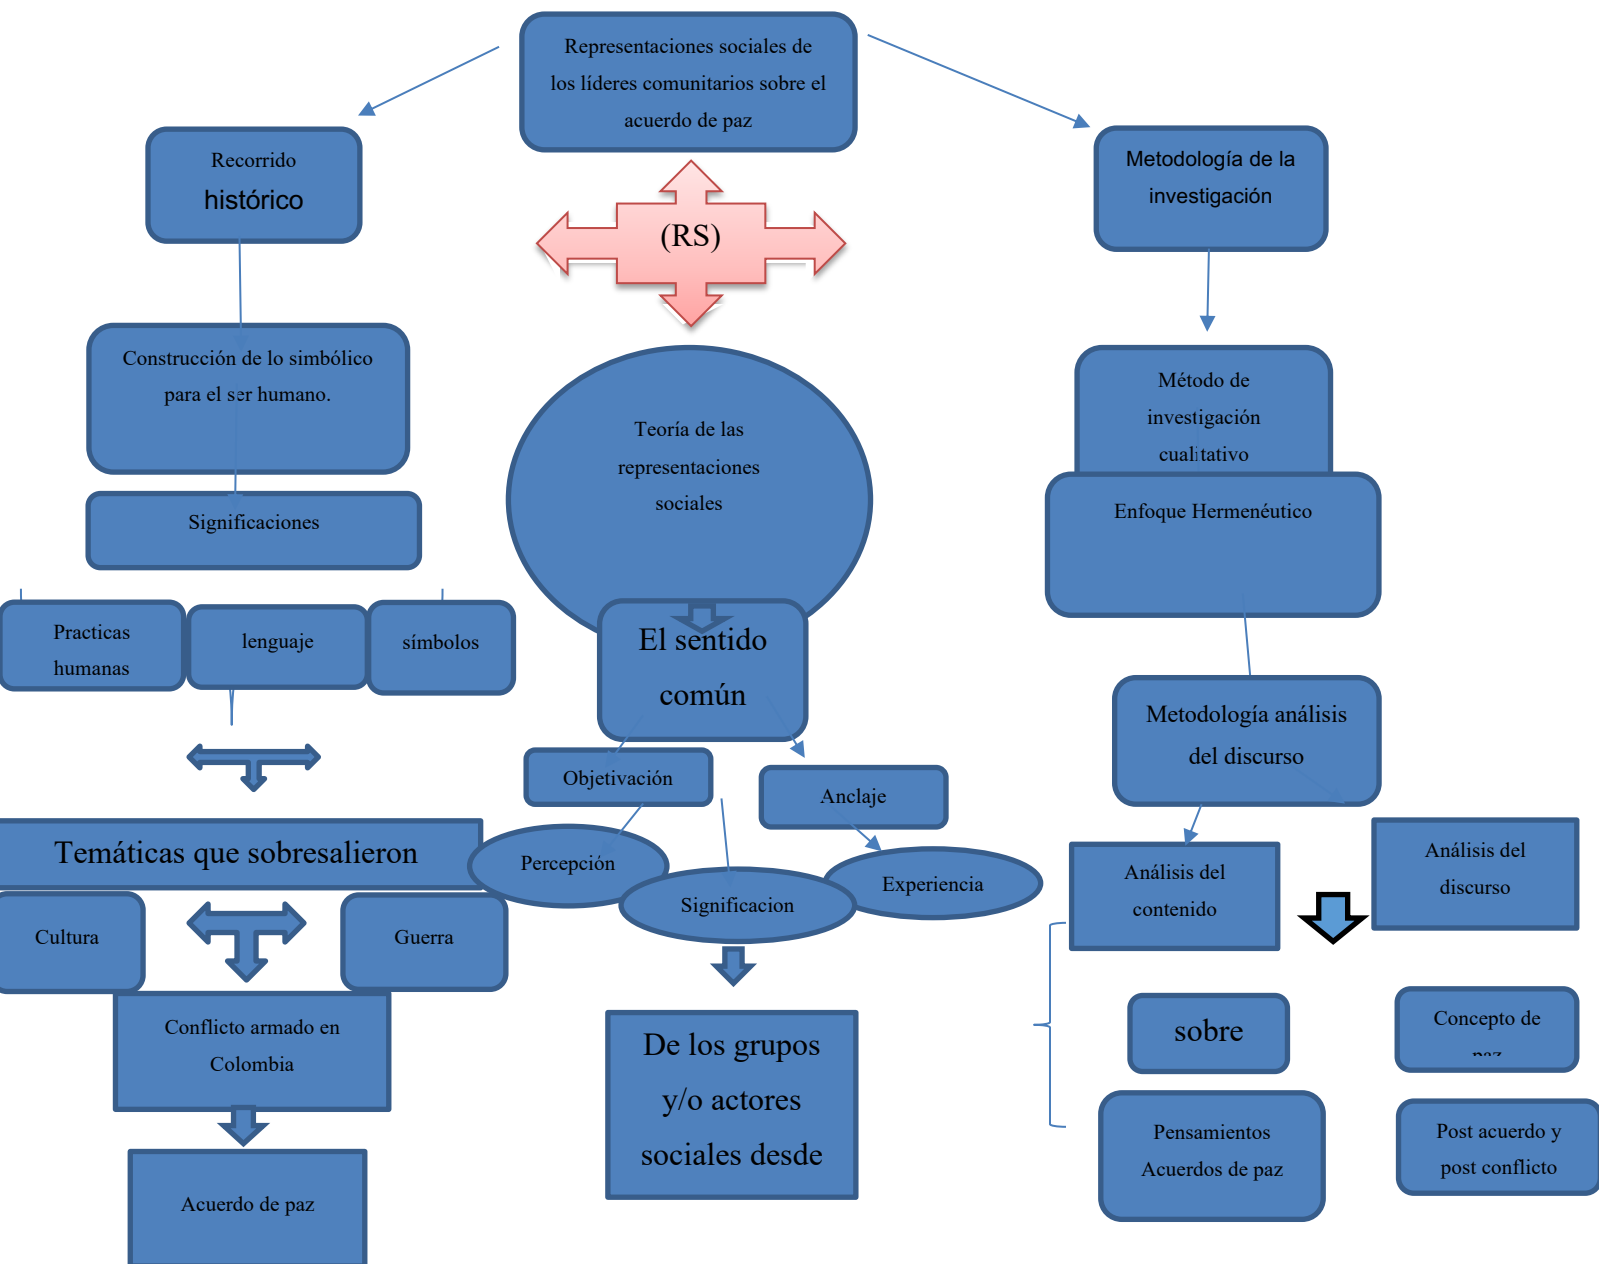 Representaciones sociales de
los líderes comunitarios sobre el
acuerdo de paz
Recorrido
histórico
Metodología de la
investigación
(RS)
Construcción de lo simbólico
para el ser humano.
Significaciones
Practicas
humanas
lenguaje
símbolos
Teoría de las
representaciones
sociales
El sentido
común
Objetivación
Anclaje
Percepción
Significacion
Experiencia
De los grupos
y/o actores
sociales desde
Temáticas que sobresalieron
Cultura
Guerra
Conflicto armado en
Colombia
Acuerdo de paz
Método de
investigación
cualitativo
Enfoque Hermenéutico
Metodología análisis
del discurso
Análisis del
contenido
Análisis del
discurso
sobre
Concepto de
paz
Pensamientos
Acuerdos de paz
Post acuerdo y
post conflicto